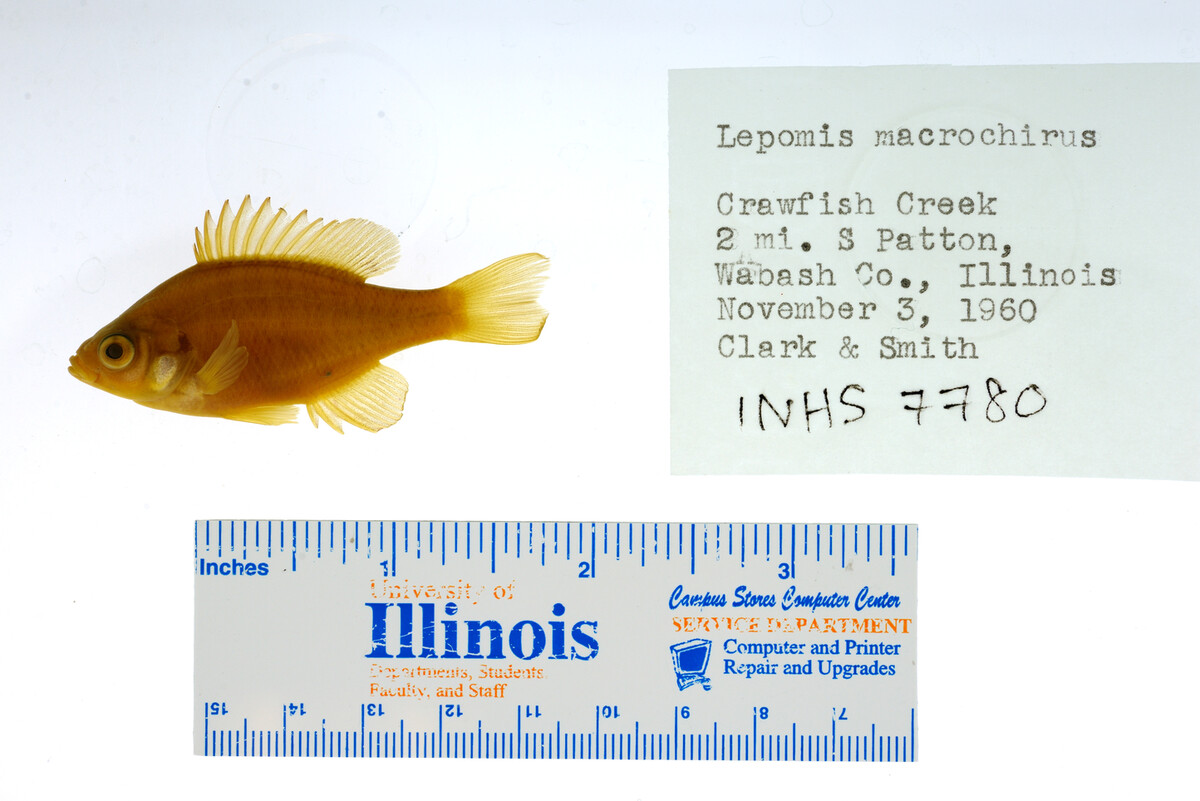 Lepomis macrochirus
Crawfish Creek
2 mi. S Patton,
Wabash Co., Illinois
November 3, 1960
Clark & Smith
INHS 7780
Inches 1 2 3
University of
Illinois
Departments, Students,
Faculty, and Staff
Campus Stores Computer Center
SERVICE DEPARTMENT
Computer and Printer
Repair and Upgrades
15 14 13 12 11 10 9 8 7